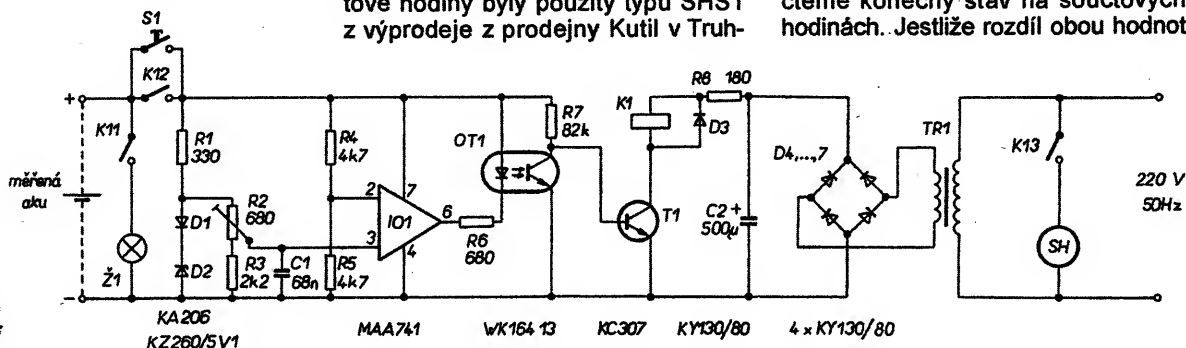 tové hodiny byly použity typu SHS1
z výprodeje z prodejny Kutil v Truh-
čteme konečný stav na součtových
hodinách. Jestliže rozdíl obou hodnot
S1
K12
K11
+
měřená
aku
-
Ž1
R1
330
D1
D2
R2
680
R3
2k2
C1
68n
R4
4k7
R5
4k7
2
3
7
4
6
IO1
R6
680
OT1
R7
82k
K1
T1
D3
R8 180
C2 +
500µ
D4,...,7
TR1
K13
SH
220 V
50Hz
KA206
KZ260/5V1
MAA741
WK164 13
KC307
KY130/80
4 x KY130/80